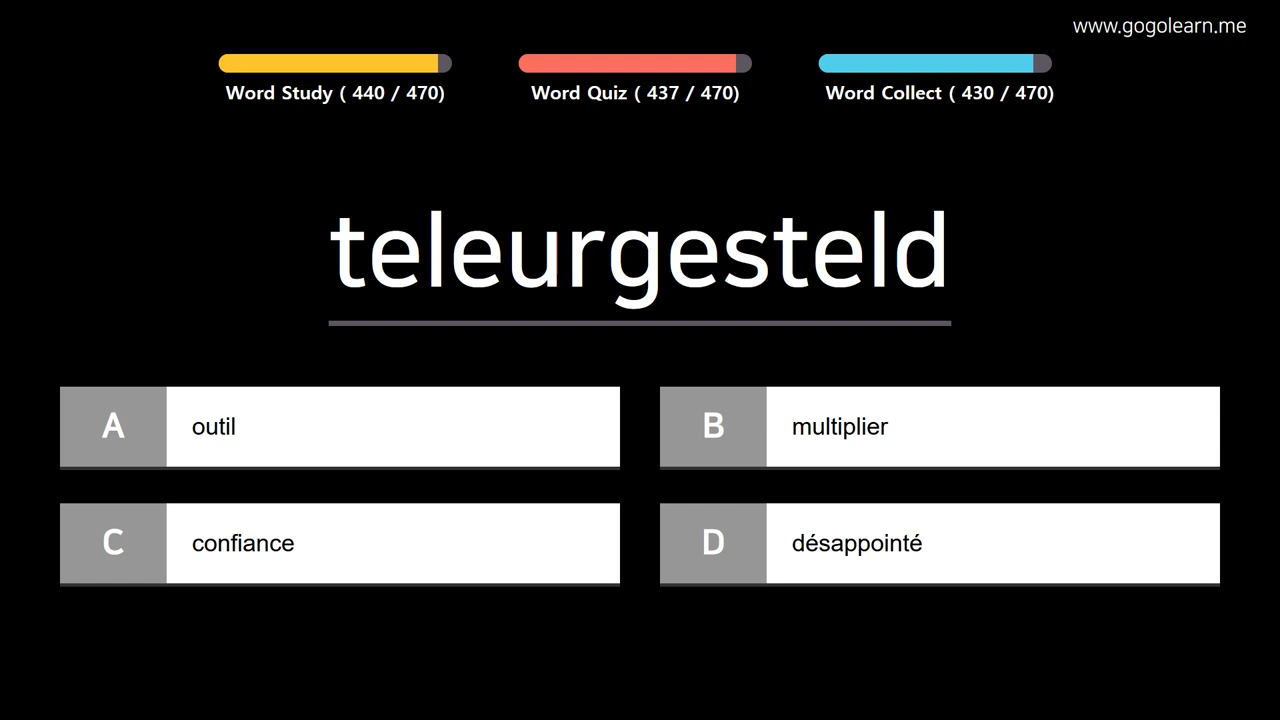 www.gogolearn.me
Word Study ( 440 / 470)
Word Quiz ( 437 / 470)
Word Collect ( 430 / 470)
teleurgesteld
A outil
B multiplier
C confiance
D désappointé